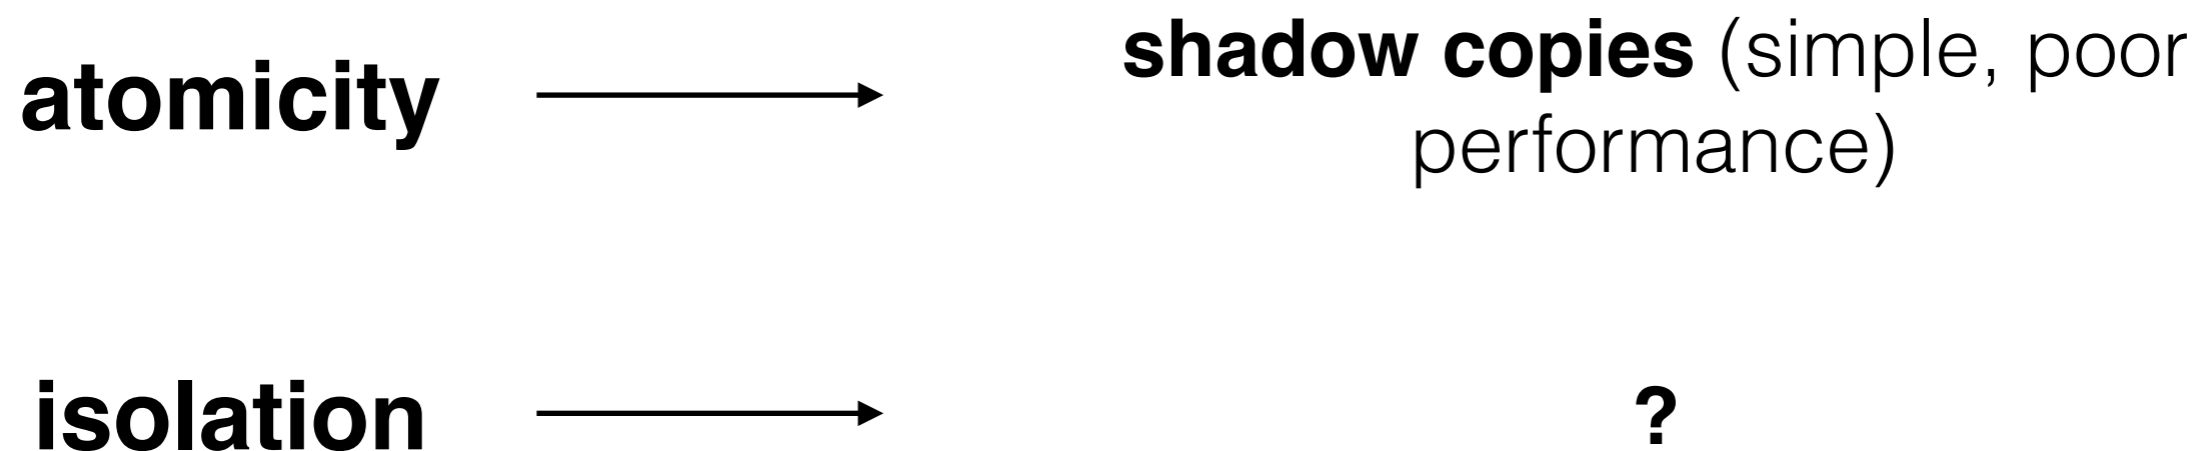 atomicity
shadow copies (simple, poor
performance)
isolation
?